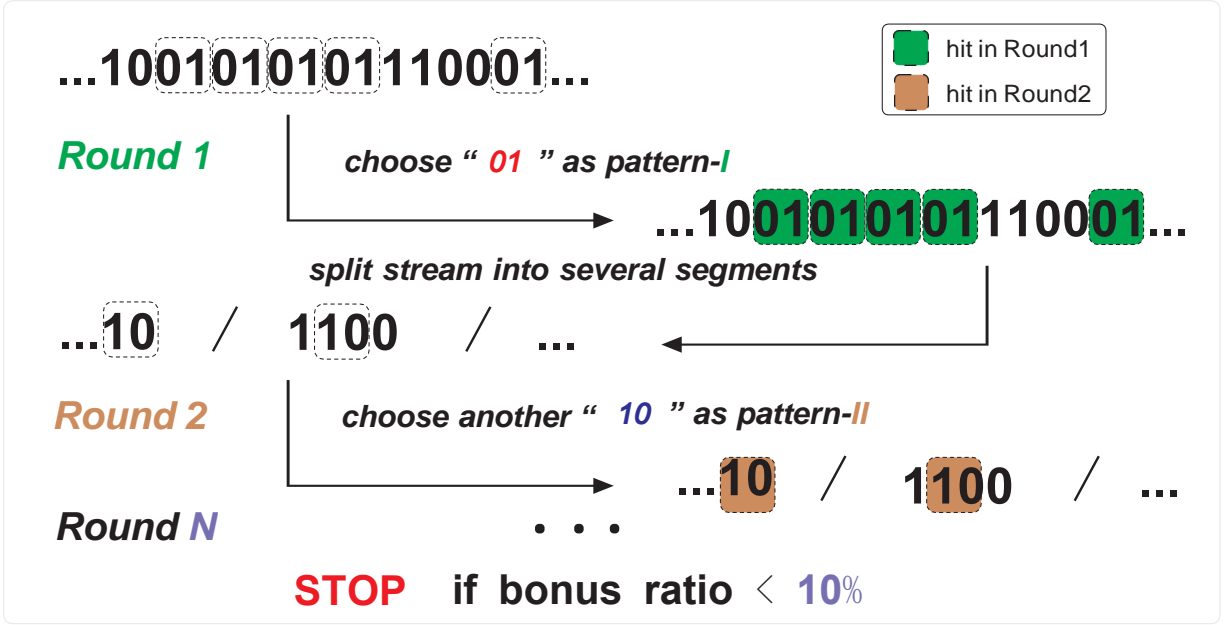 ...1001010101110001...
hit in Round1
hit in Round2
Round 1
choose “ 01 ” as pattern-I
...1001010101110001...
split stream into several segments
...10 / 1100 / ...
Round 2
choose another “ 10 ” as pattern-II
...10 / 1100 / ...
Round N
. . .
STOP if bonus ratio < 10%